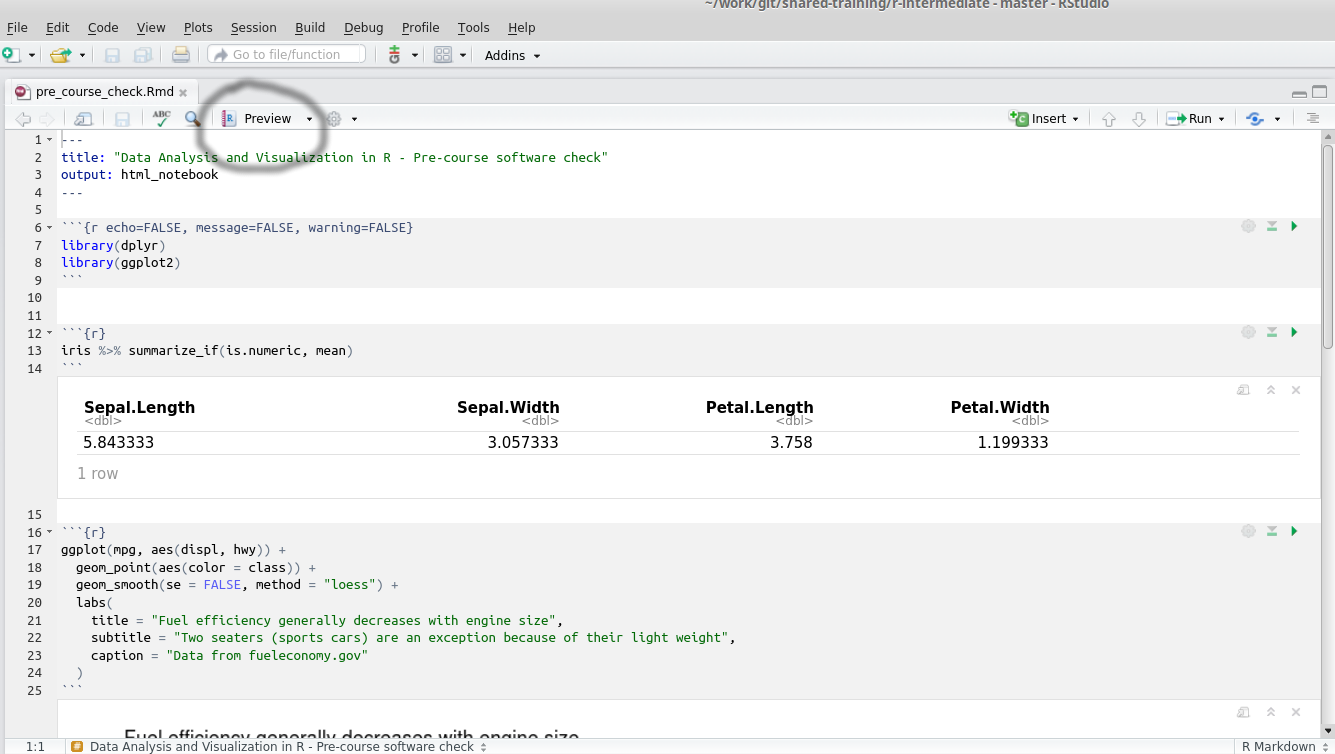 ~/work/git/shared-training/r-intermediate - master - RStudio
File Edit Code View Plots Session Build Debug Profile Tools Help
Go to file/function Addins
pre_course_check.Rmd
ABC Preview Insert Run
1 ---
2 title: "Data Analysis and Visualization in R - Pre-course software check"
3 output: html_notebook
4 ---
5
6 ```{r echo=FALSE, message=FALSE, warning=FALSE}
7 library(dplyr)
8 library(ggplot2)
9 ```
10
11
12 ```{r}
13 iris %>% summarize_if(is.numeric, mean)
14 ```
Sepal.Length Sepal.Width Petal.Length Petal.Width
<dbl> <dbl> <dbl> <dbl>
5.843333 3.057333 3.758 1.199333
1 row
15
16 ```{r}
17 ggplot(mpg, aes(displ, hwy)) +
18 geom_point(aes(color = class)) +
19 geom_smooth(se = FALSE, method = "loess") +
20 labs(
21 title = "Fuel efficiency generally decreases with engine size",
22 subtitle = "Two seaters (sports cars) are an exception because of their light weight",
23 caption = "Data from fueleconomy.gov"
24 )
25 ```
Fuel efficiency generally decreases with engine size
1:1 Data Analysis and Visualization in R - Pre-course software check R Markdown